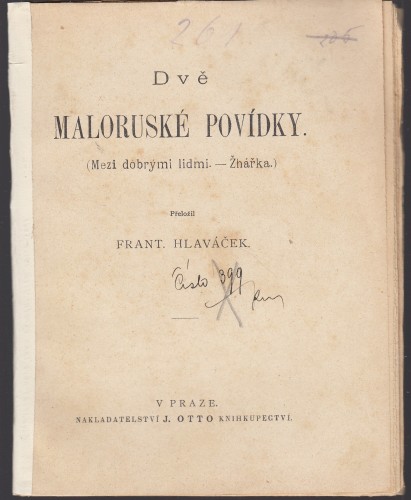 261
Dvě
MALORUSKÉ POVÍDKY.
(Mezi dobrými lidmi. — Žhářka.)
Přeložil
FRANT. HLAVÁČEK.
Číslo 399
V PRAZE.
NAKLADATELSTVÍ J. OTTO KNIHKUPECTVÍ.